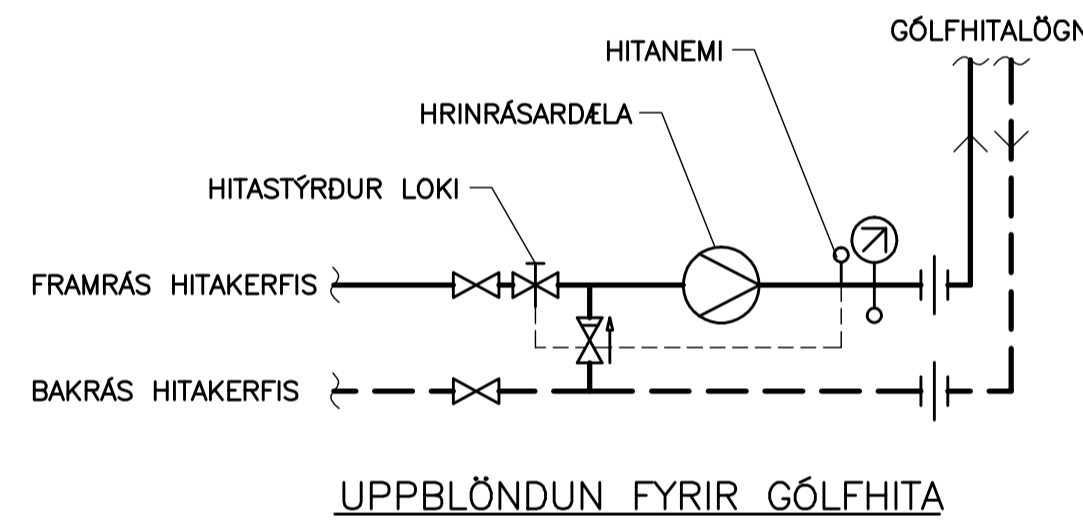 GÓLFHITALÖGN
HITANEMI
HRINRÁSARDÆLA
HITASTÝRÐUR LOKI
FRAMRÁS HITAKERFIS
BAKRÁS HITAKERFIS
UPPBLÖNDUN FYRIR GÓLFHITA